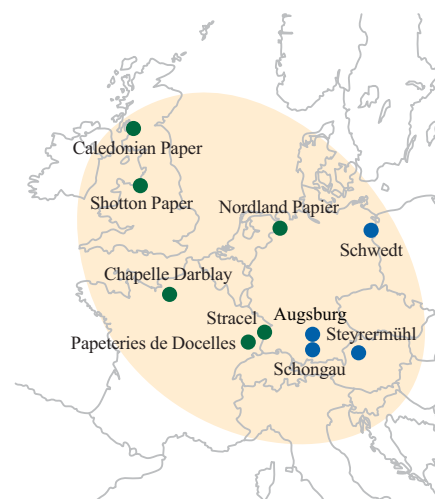 Caledonian Paper
Shotton Paper
Nordland Papier
Schwedt
Chapelle Darblay
Stracel
Augsburg
Papeteries de Docelles
Steyrermühl
Schongau